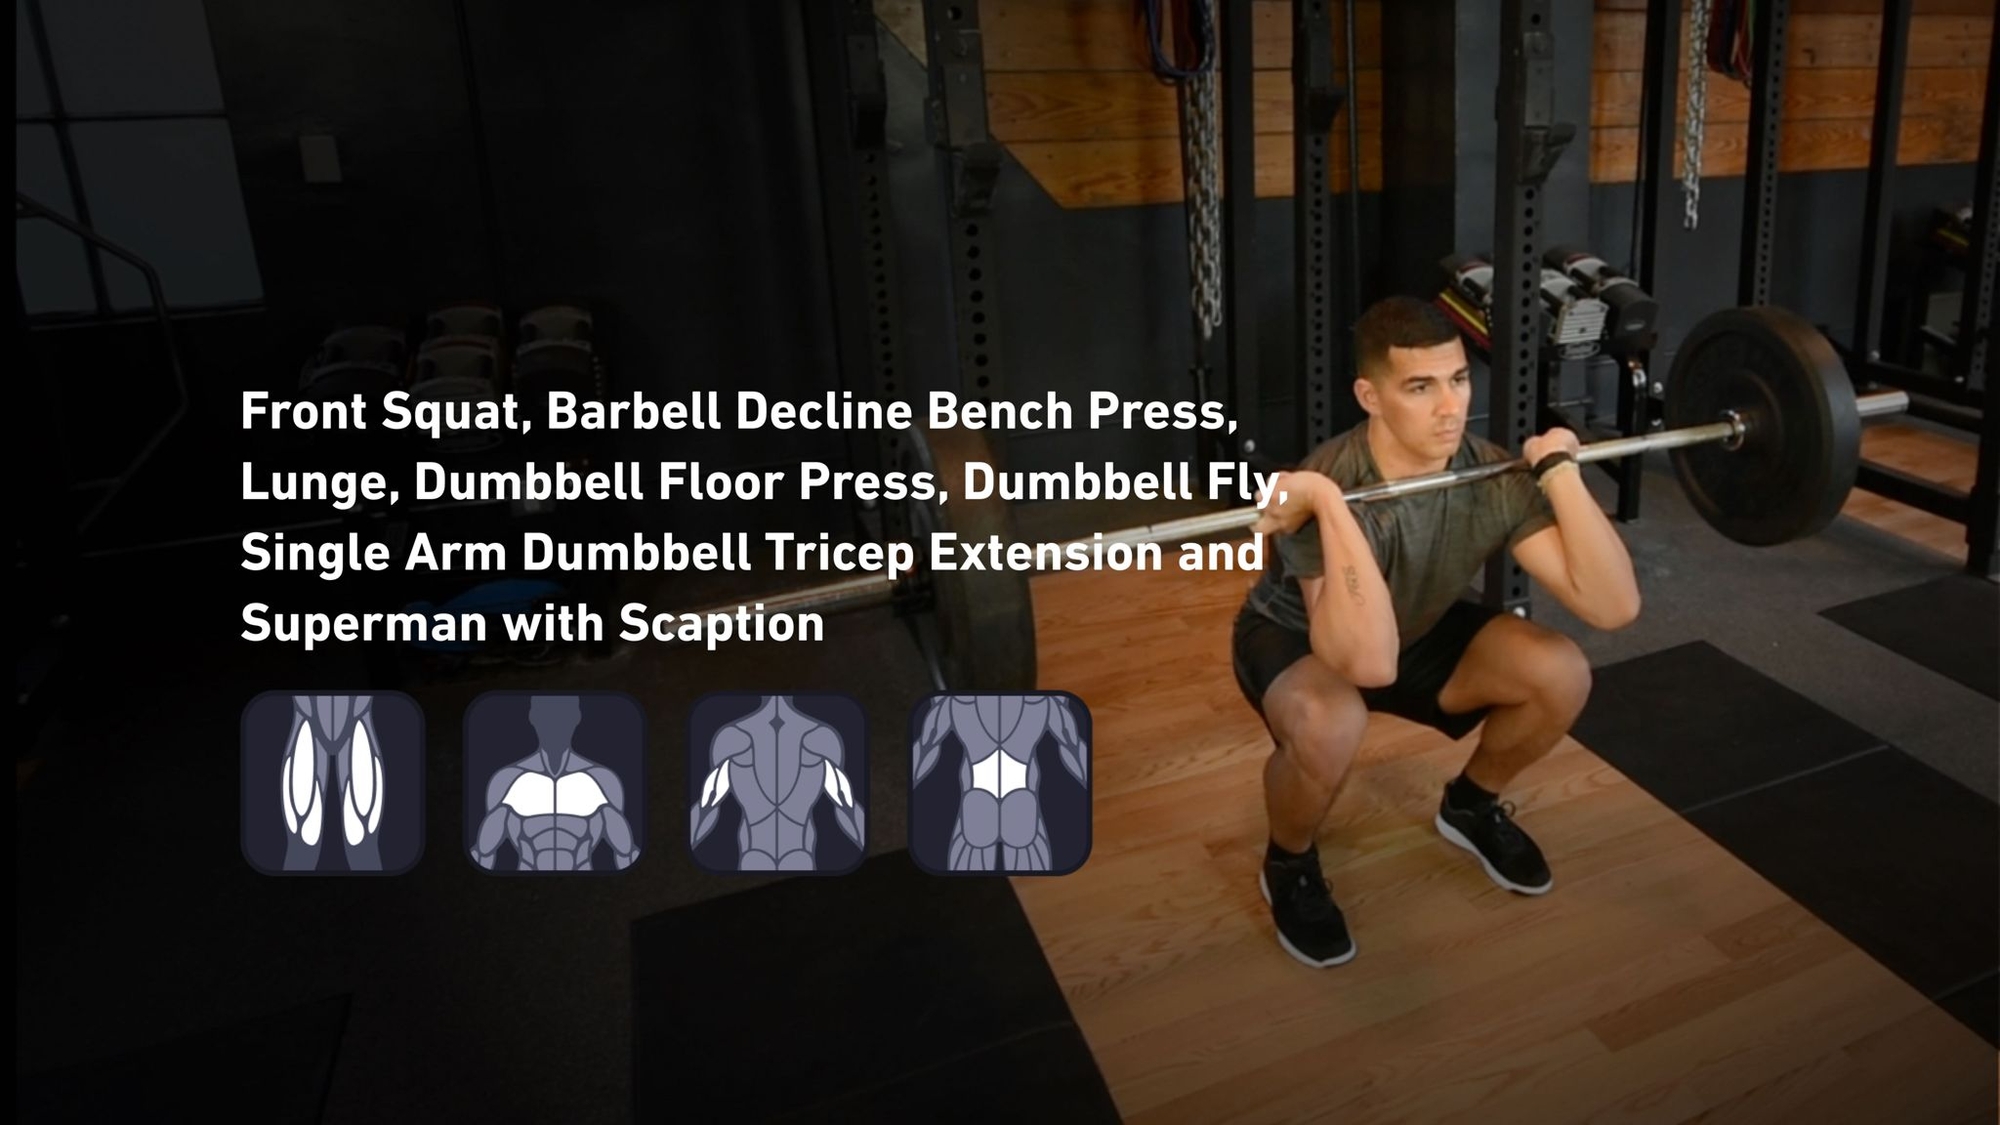 Front Squat, Barbell Decline Bench Press,
Lunge, Dumbbell Floor Press, Dumbbell Fly,
Single Arm Dumbbell Tricep Extension and
Superman with Scaption